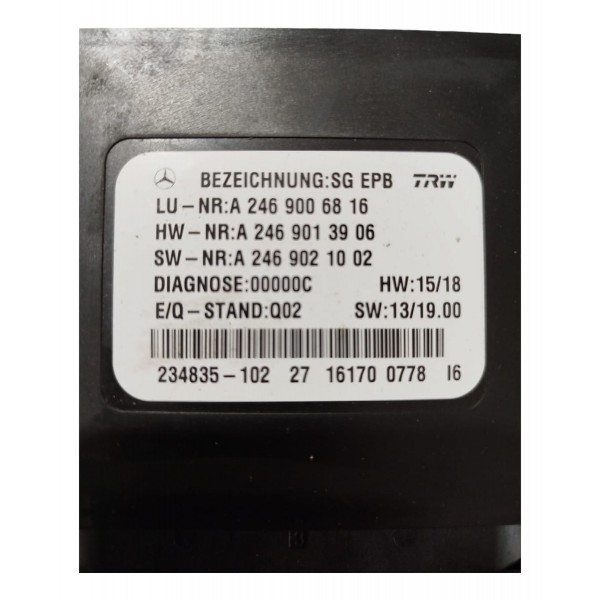 BEZEICHNUNG:SG EPB TRW
LU-NR:A 246 900 68 16
HW-NR:A 246 901 39 06
SW-NR:A 246 902 10 02
DIAGNOSE:00000C HW:15/18
E/Q-STAND:Q02 SW:13/19.00
234835-102 27 16170 0778 I6